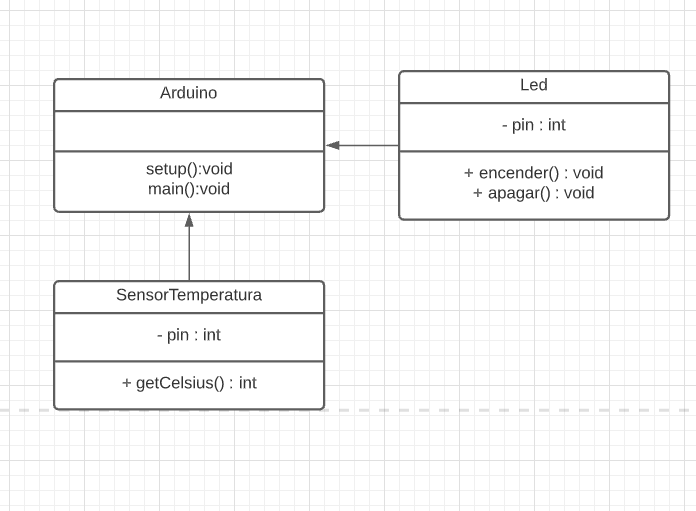 Arduino
setup():void
main():void
Led
- pin : int
+ encender() : void
+ apagar() : void
SensorTemperatura
- pin : int
+ getCelsius() : int